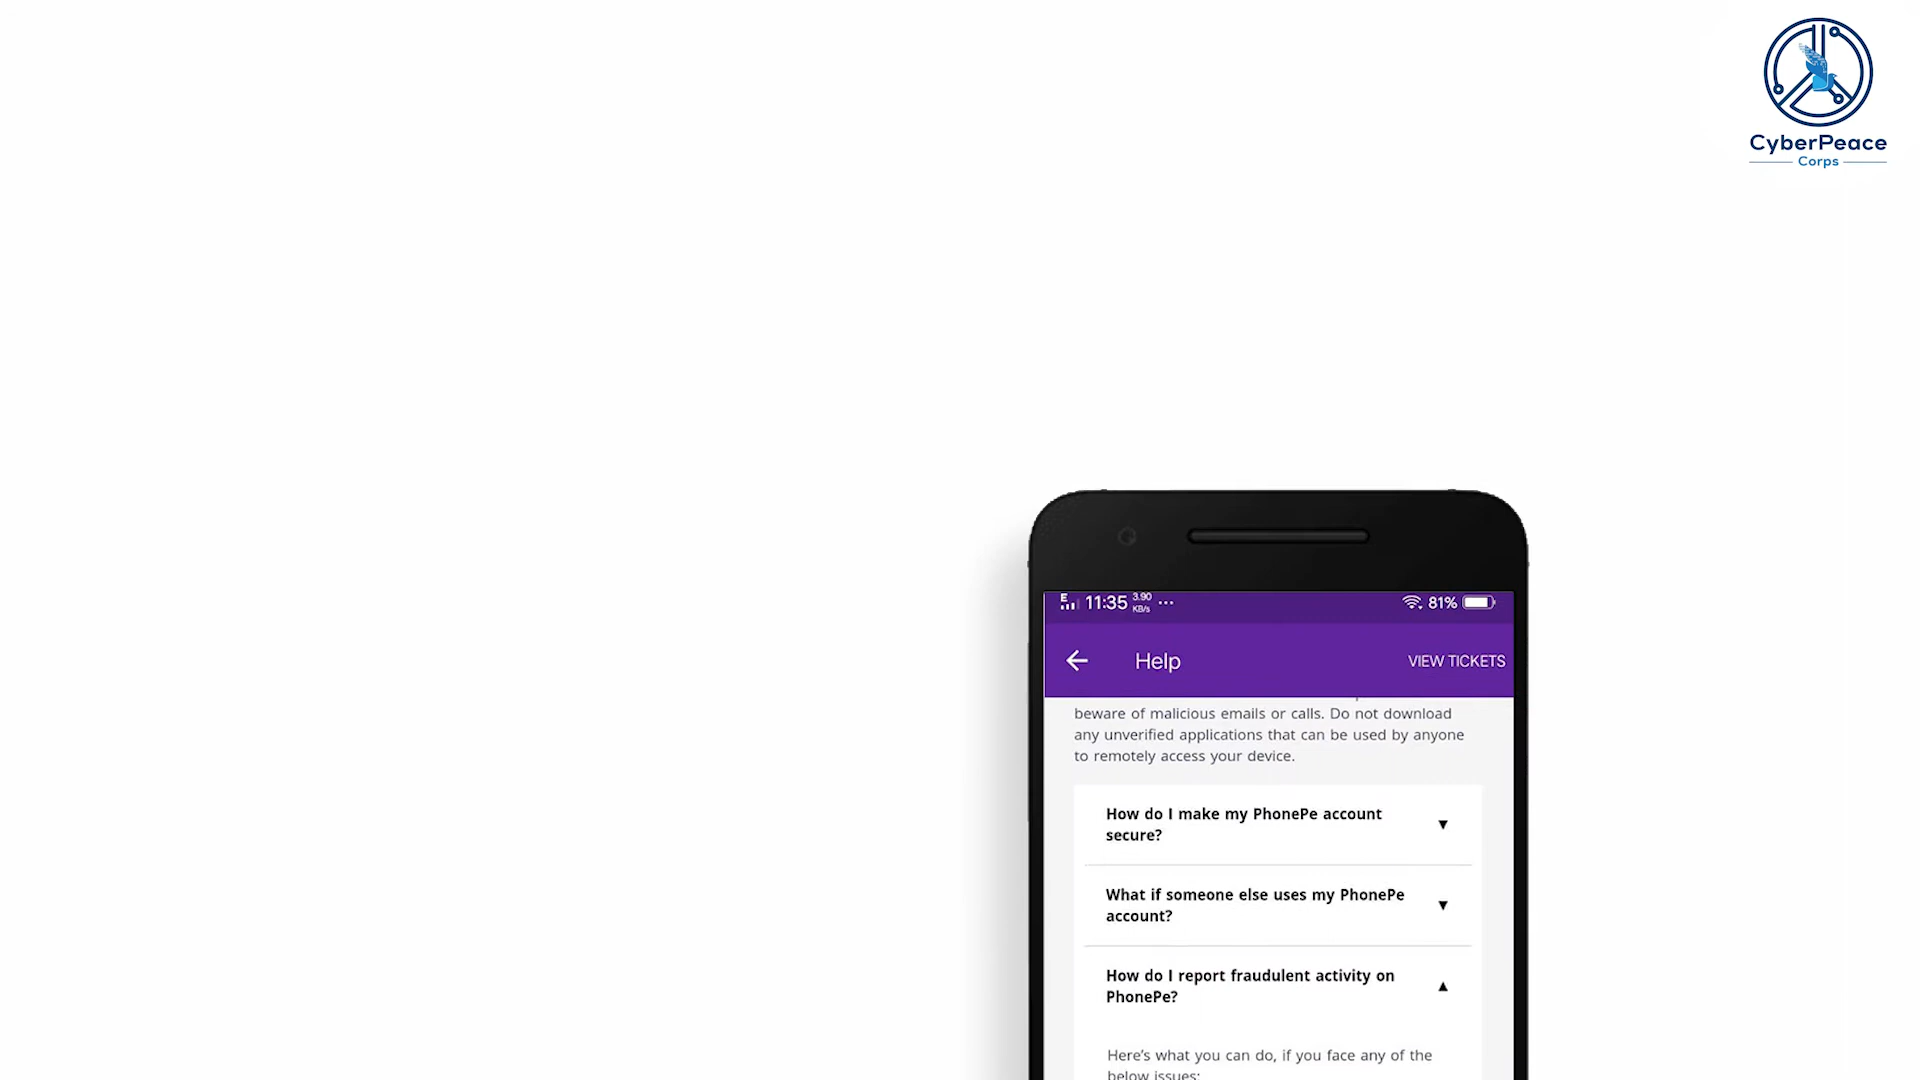 CyberPeace
Corps
E 11:35 3.90 KB/s ... 81%
Help VIEW TICKETS
beware of malicious emails or calls. Do not download
any unverified applications that can be used by anyone
to remotely access your device.
How do I make my PhonePe account
secure?
What if someone else uses my PhonePe
account?
How do I report fraudulent activity on
PhonePe?
Here’s what you can do, if you face any of the
below issues: